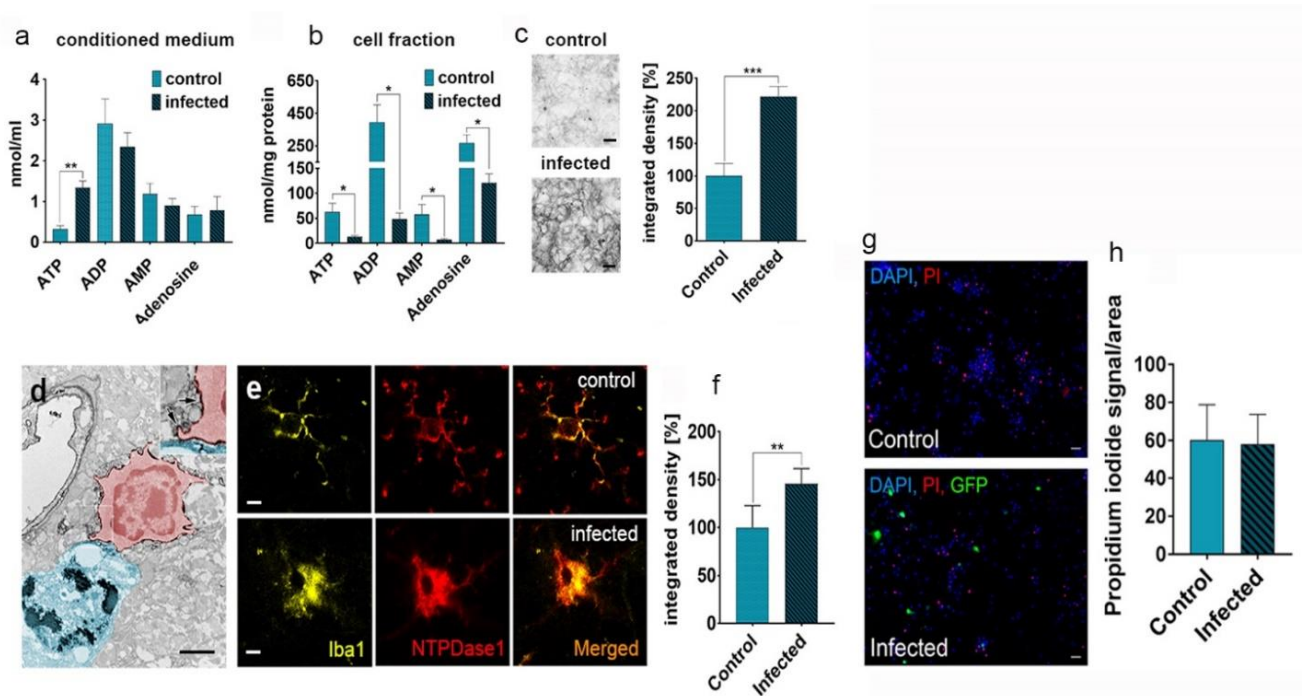 a conditioned medium
4
3
2
1
0
nmol/ml
control
infected
**
ATP
ADP
AMP
Adenosine
b cell fraction
650
450
250
150
100
50
0
nmol/mg protein
control
infected
*
*
*
*
ATP
ADP
AMP
Adenosine
c control
infected
250
200
150
100
50
0
integrated density [%]
***
Control
Infected
d
e
control
infected
Iba1
NTPDase1
Merged
f
200
150
100
50
0
integrated density [%]
**
Control
Infected
g
DAPI, PI
Control
DAPI, PI, GFP
Infected
h
100
80
60
40
20
0
Propidium iodide signal/area
Control
Infected